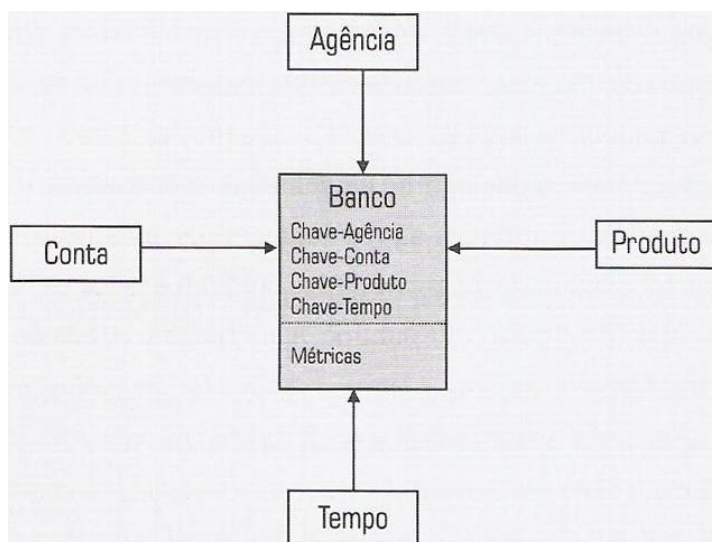 Agência
Banco
Chave-Agência
Chave-Conta
Chave-Produto
Chave-Tempo
Métricas
Conta
Produto
Tempo